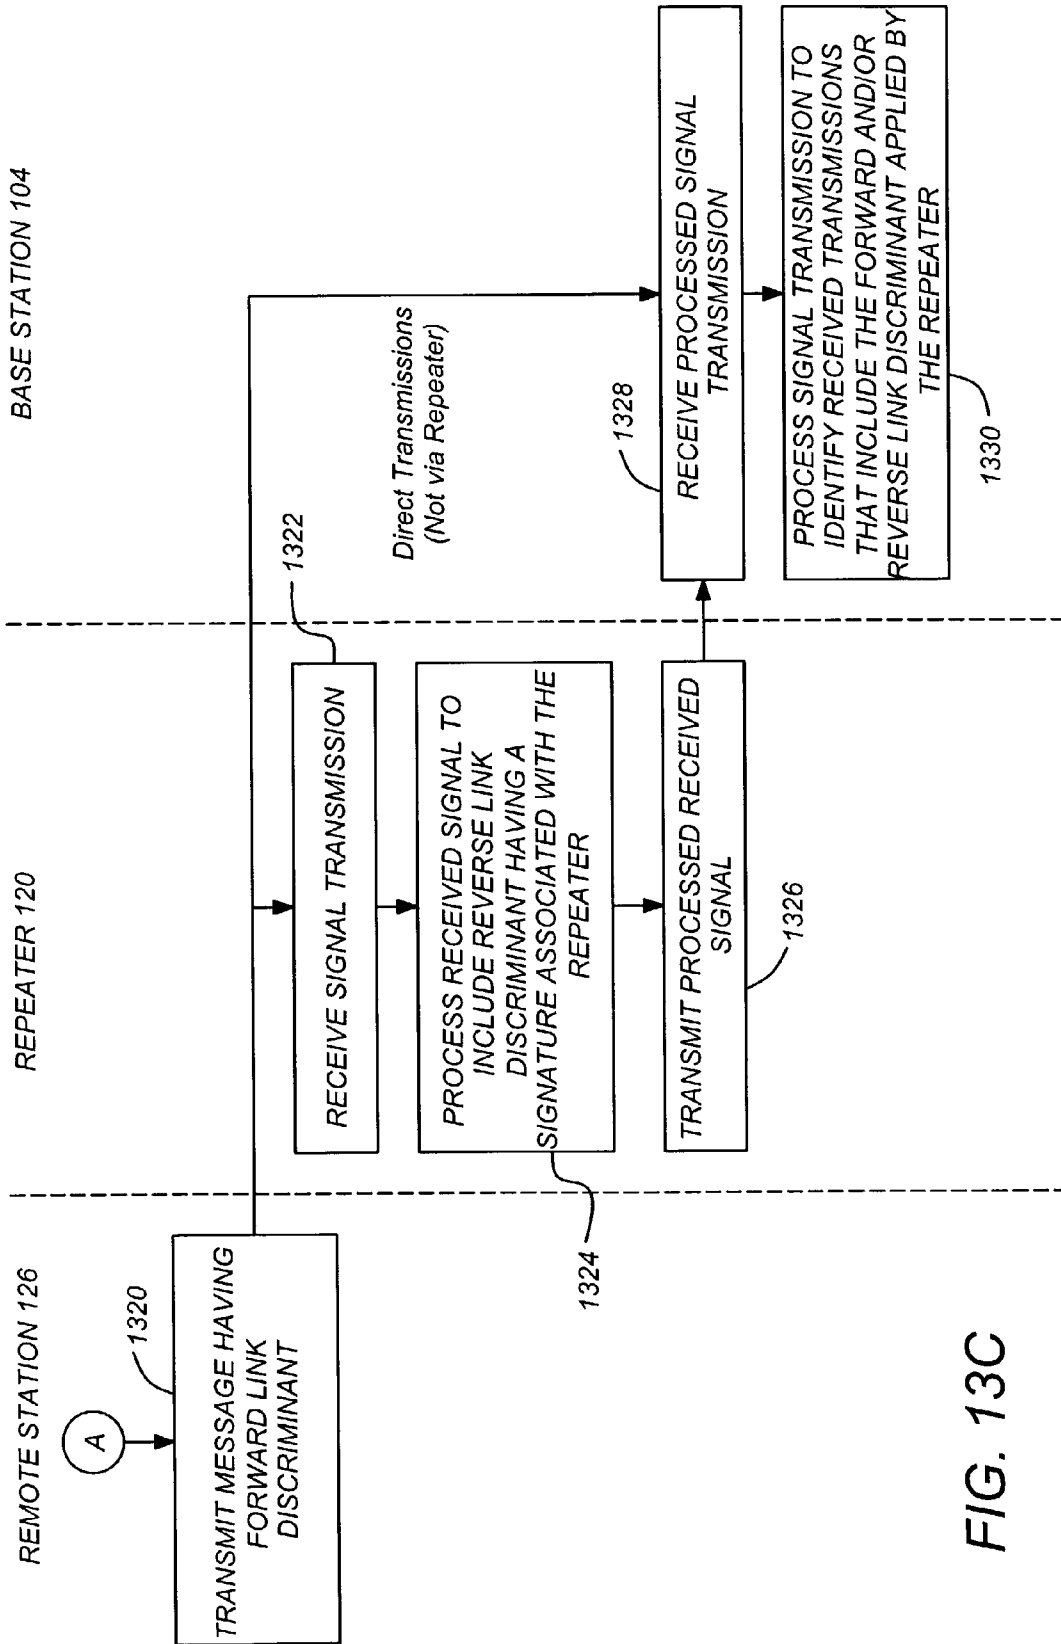 REMOTE STATION 126
REPEATER 120
BASE STATION 104
A
1320
TRANSMIT MESSAGE HAVING
FORWARD LINK
DISCRIMINANT
1322
RECEIVE SIGNAL TRANSMISSION
PROCESS RECEIVED SIGNAL TO
INCLUDE REVERSE LINK
DISCRIMINANT HAVING A
SIGNATURE ASSOCIATED WITH THE
REPEATER
1324
TRANSMIT PROCESSED RECEIVED
SIGNAL
1326
Direct Transmissions
(Not via Repeater)
1328
RECEIVE PROCESSED SIGNAL
TRANSMISSION
PROCESS SIGNAL TRANSMISSION TO
IDENTIFY RECEIVED TRANSMISSIONS
THAT INCLUDE THE FORWARD AND/OR
REVERSE LINK DISCRIMINANT APPLIED BY
THE REPEATER
1330
FIG. 13C